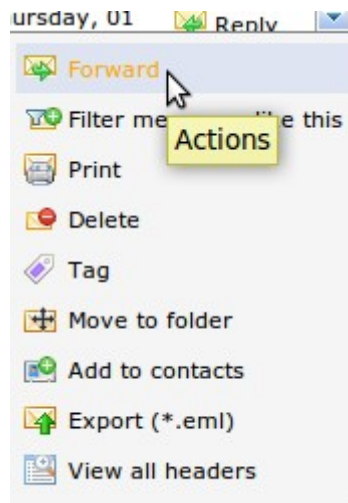 ursday, 01 Reply
Forward
Filter me e this
Actions
Print
Delete
Tag
Move to folder
Add to contacts
Export (*.eml)
View all headers